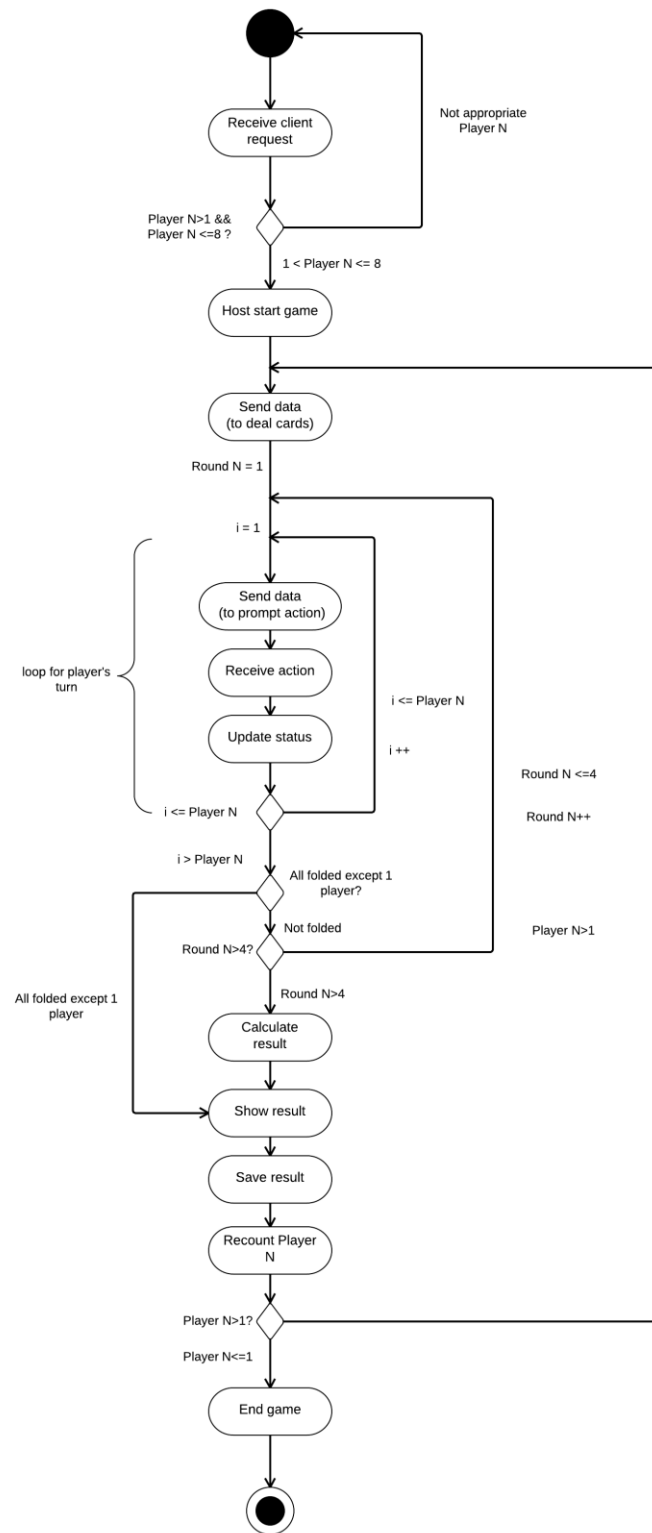 Receive client
request
Not appropriate
Player N
Player N>1 &&
Player N <=8 ?
1 < Player N <= 8
Host start game
Send data
(to deal cards)
Round N = 1
i = 1
Send data
(to prompt action)
loop for player's
turn
Receive action
i <= Player N
Update status
i ++
Round N <=4
i <= Player N
Round N++
i > Player N
All folded except 1
player?
Not folded
Player N>1
Round N>4?
All folded except 1
player
Round N>4
Calculate
result
Show result
Save result
Recount Player
N
Player N>1?
Player N<=1
End game